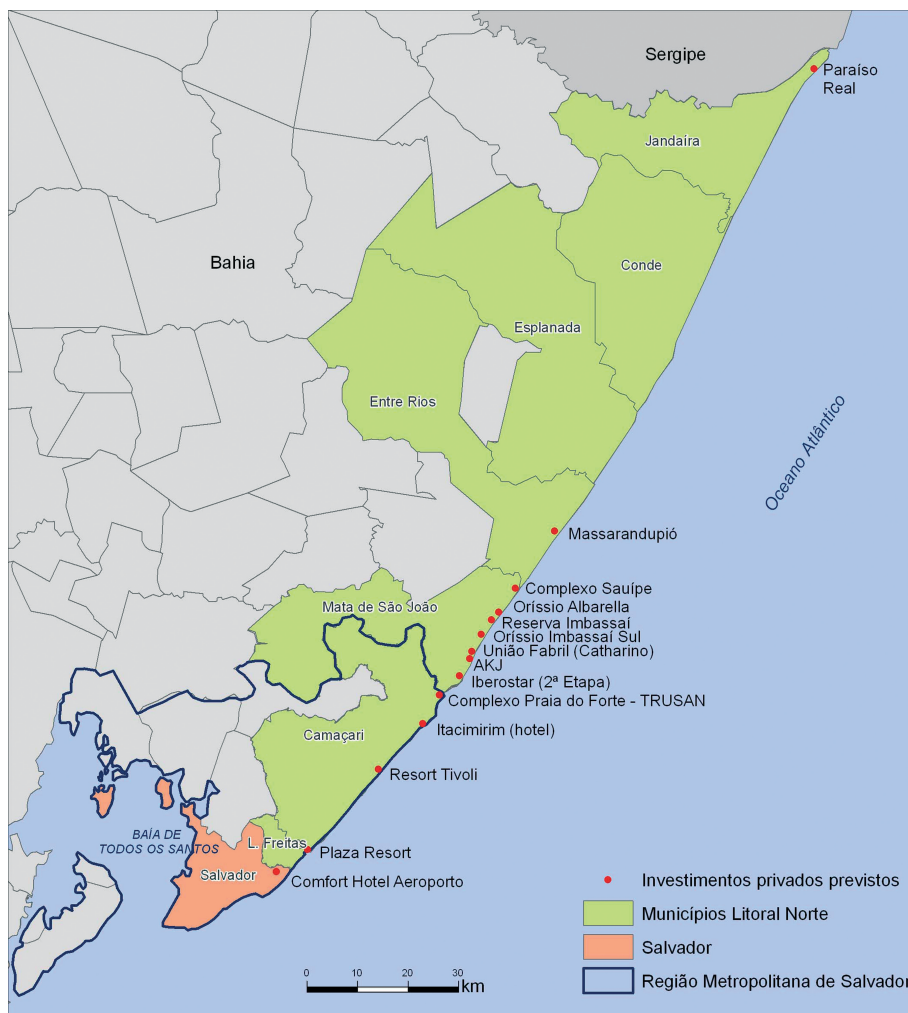 Sergipe
Paraíso
Real
Jandaíra
Bahia
Conde
Esplanada
Entre Rios
Oceano Atlântico
Massarandupió
Complexo Sauípe
Mata de São João
Oríssio Albarella
Reserva Imbassaí
Oríssio Imbassaí Sul
União Fabril (Catharino)
AKJ
Iberostar (2ª Etapa)
Complexo Praia do Forte - TRUSAN
Itacimirim (hotel)
Camaçari
Resort Tivoli
BAÍA DE
TODOS OS SANTOS
L. Freitas
Plaza Resort
Salvador
Comfort Hotel Aeroporto
Investimentos privados previstos
Municípios Litoral Norte
Salvador
Região Metropolitana de Salvador
0 10 20 30
km